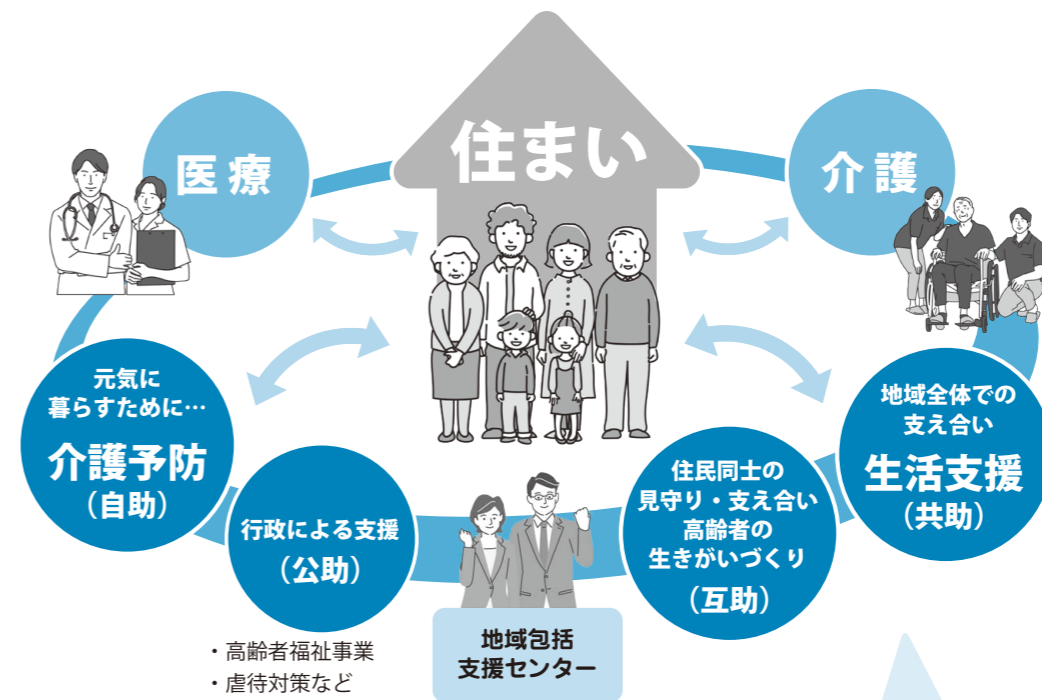 住まい
医療
介護
元気に
暮らすために…
介護予防
（自助）
行政による支援
（公助）
・高齢者福祉事業
・虐待対策など
地域包括
支援センター
住民同士の
見守り・支え合い
高齢者の
生きがいづくり
（互助）
地域全体での
支え合い
生活支援
（共助）